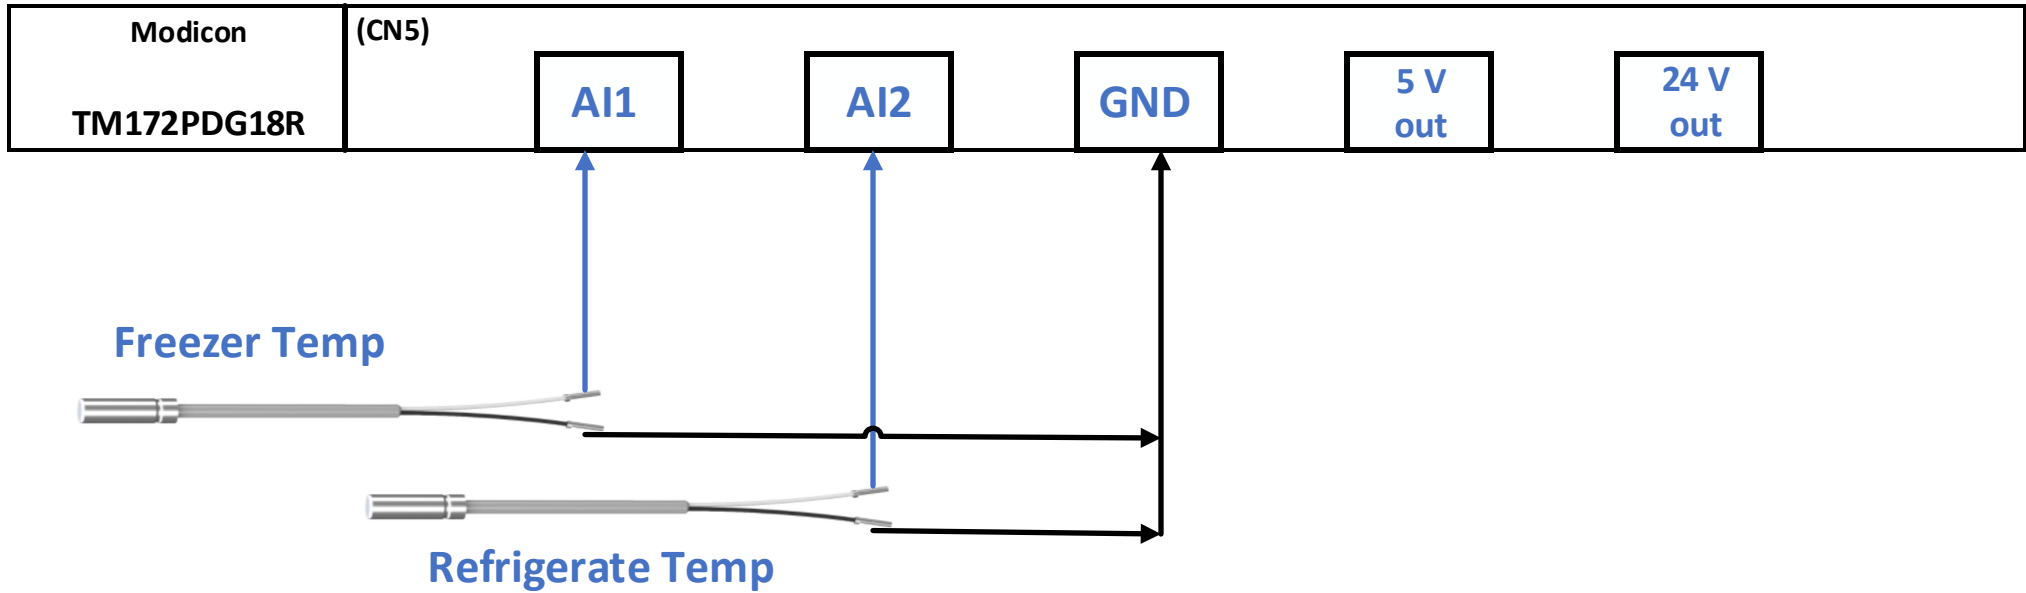 Modicon
TM172PDG18R
(CN5)
AI1
AI2
GND
5 V
out
24 V
out
Freezer Temp
Refrigerate Temp